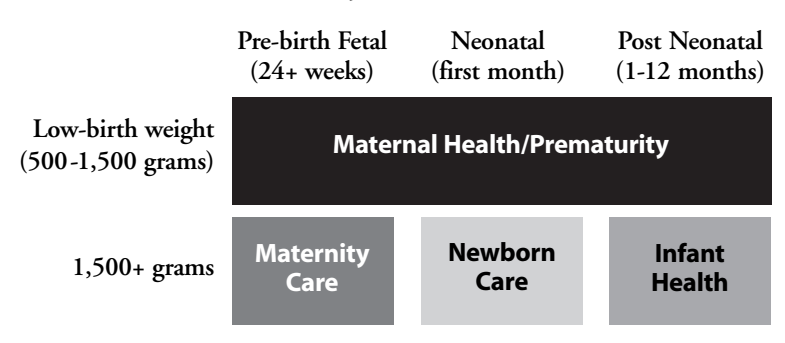 Pre-birth Fetal
(24+ weeks)
Neonatal
(first month)
Post Neonatal
(1-12 months)
Low-birth weight
(500-1,500 grams)
Maternal Health/Prematurity
1,500+ grams
Maternity
Care
Newborn
Care
Infant
Health